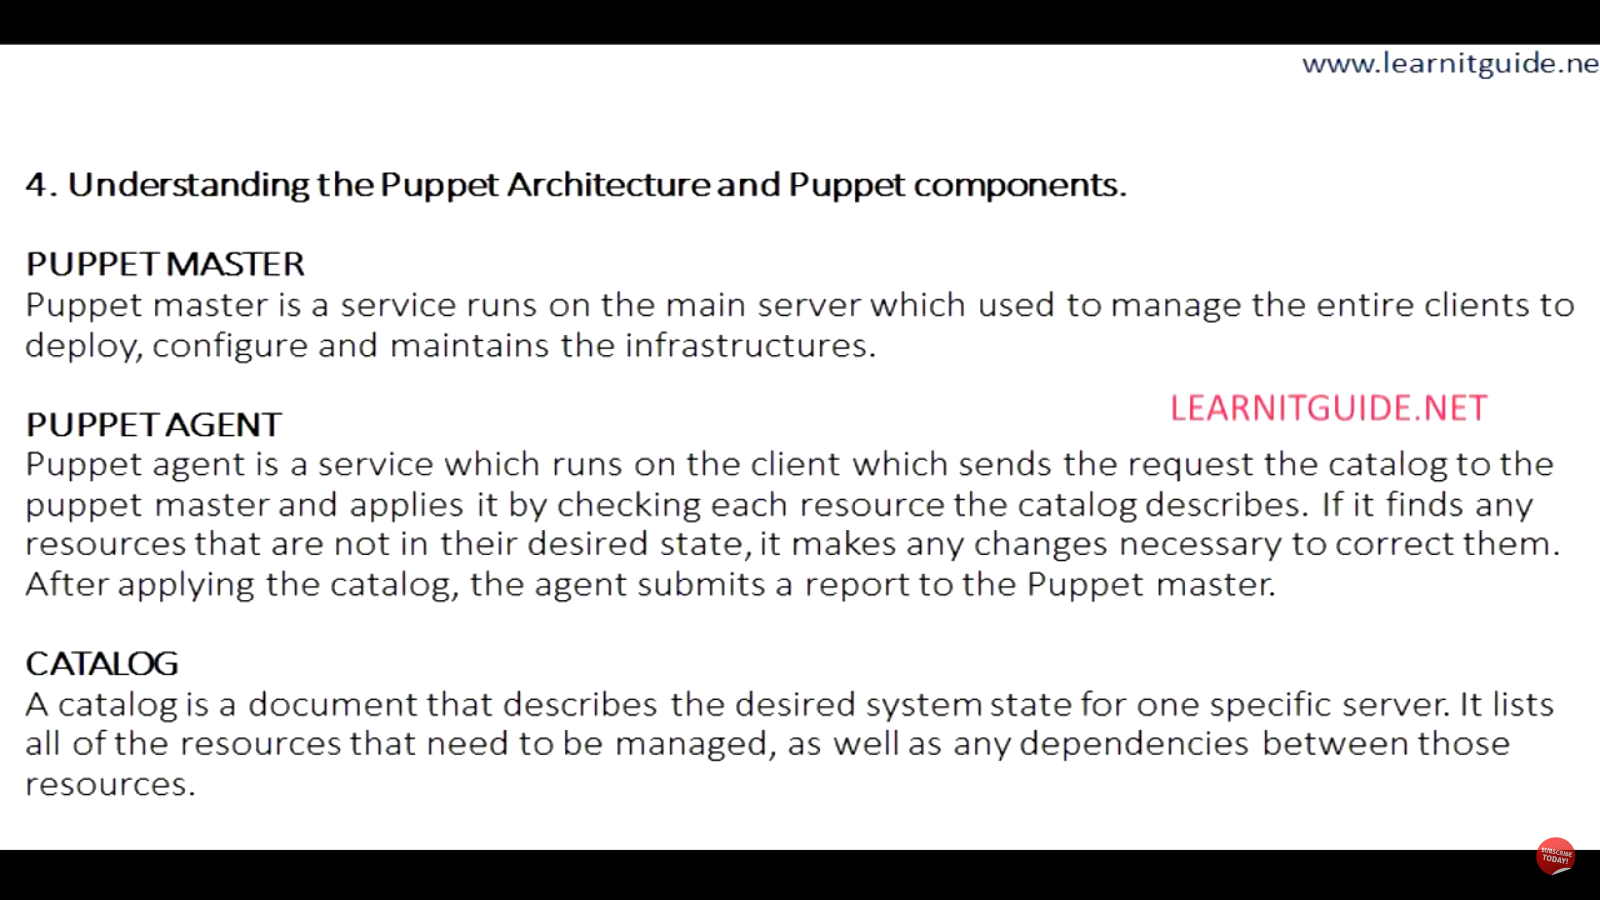 www.learnitguide.ne
4. Understanding the Puppet Architecture and Puppet components.
PUPPET MASTER
Puppet master is a service runs on the main server which used to manage the entire clients to
deploy, configure and maintains the infrastructures.
LEARNITGUIDE.NET
PUPPET AGENT
Puppet agent is a service which runs on the client which sends the request the catalog to the
puppet master and applies it by checking each resource the catalog describes. If it finds any
resources that are not in their desired state, it makes any changes necessary to correct them.
After applying the catalog, the agent submits a report to the Puppet master.
CATALOG
A catalog is a document that describes the desired system state for one specific server. It lists
all of the resources that need to be managed, as well as any dependencies between those
resources.
SUBSCRIBE
TODAY!